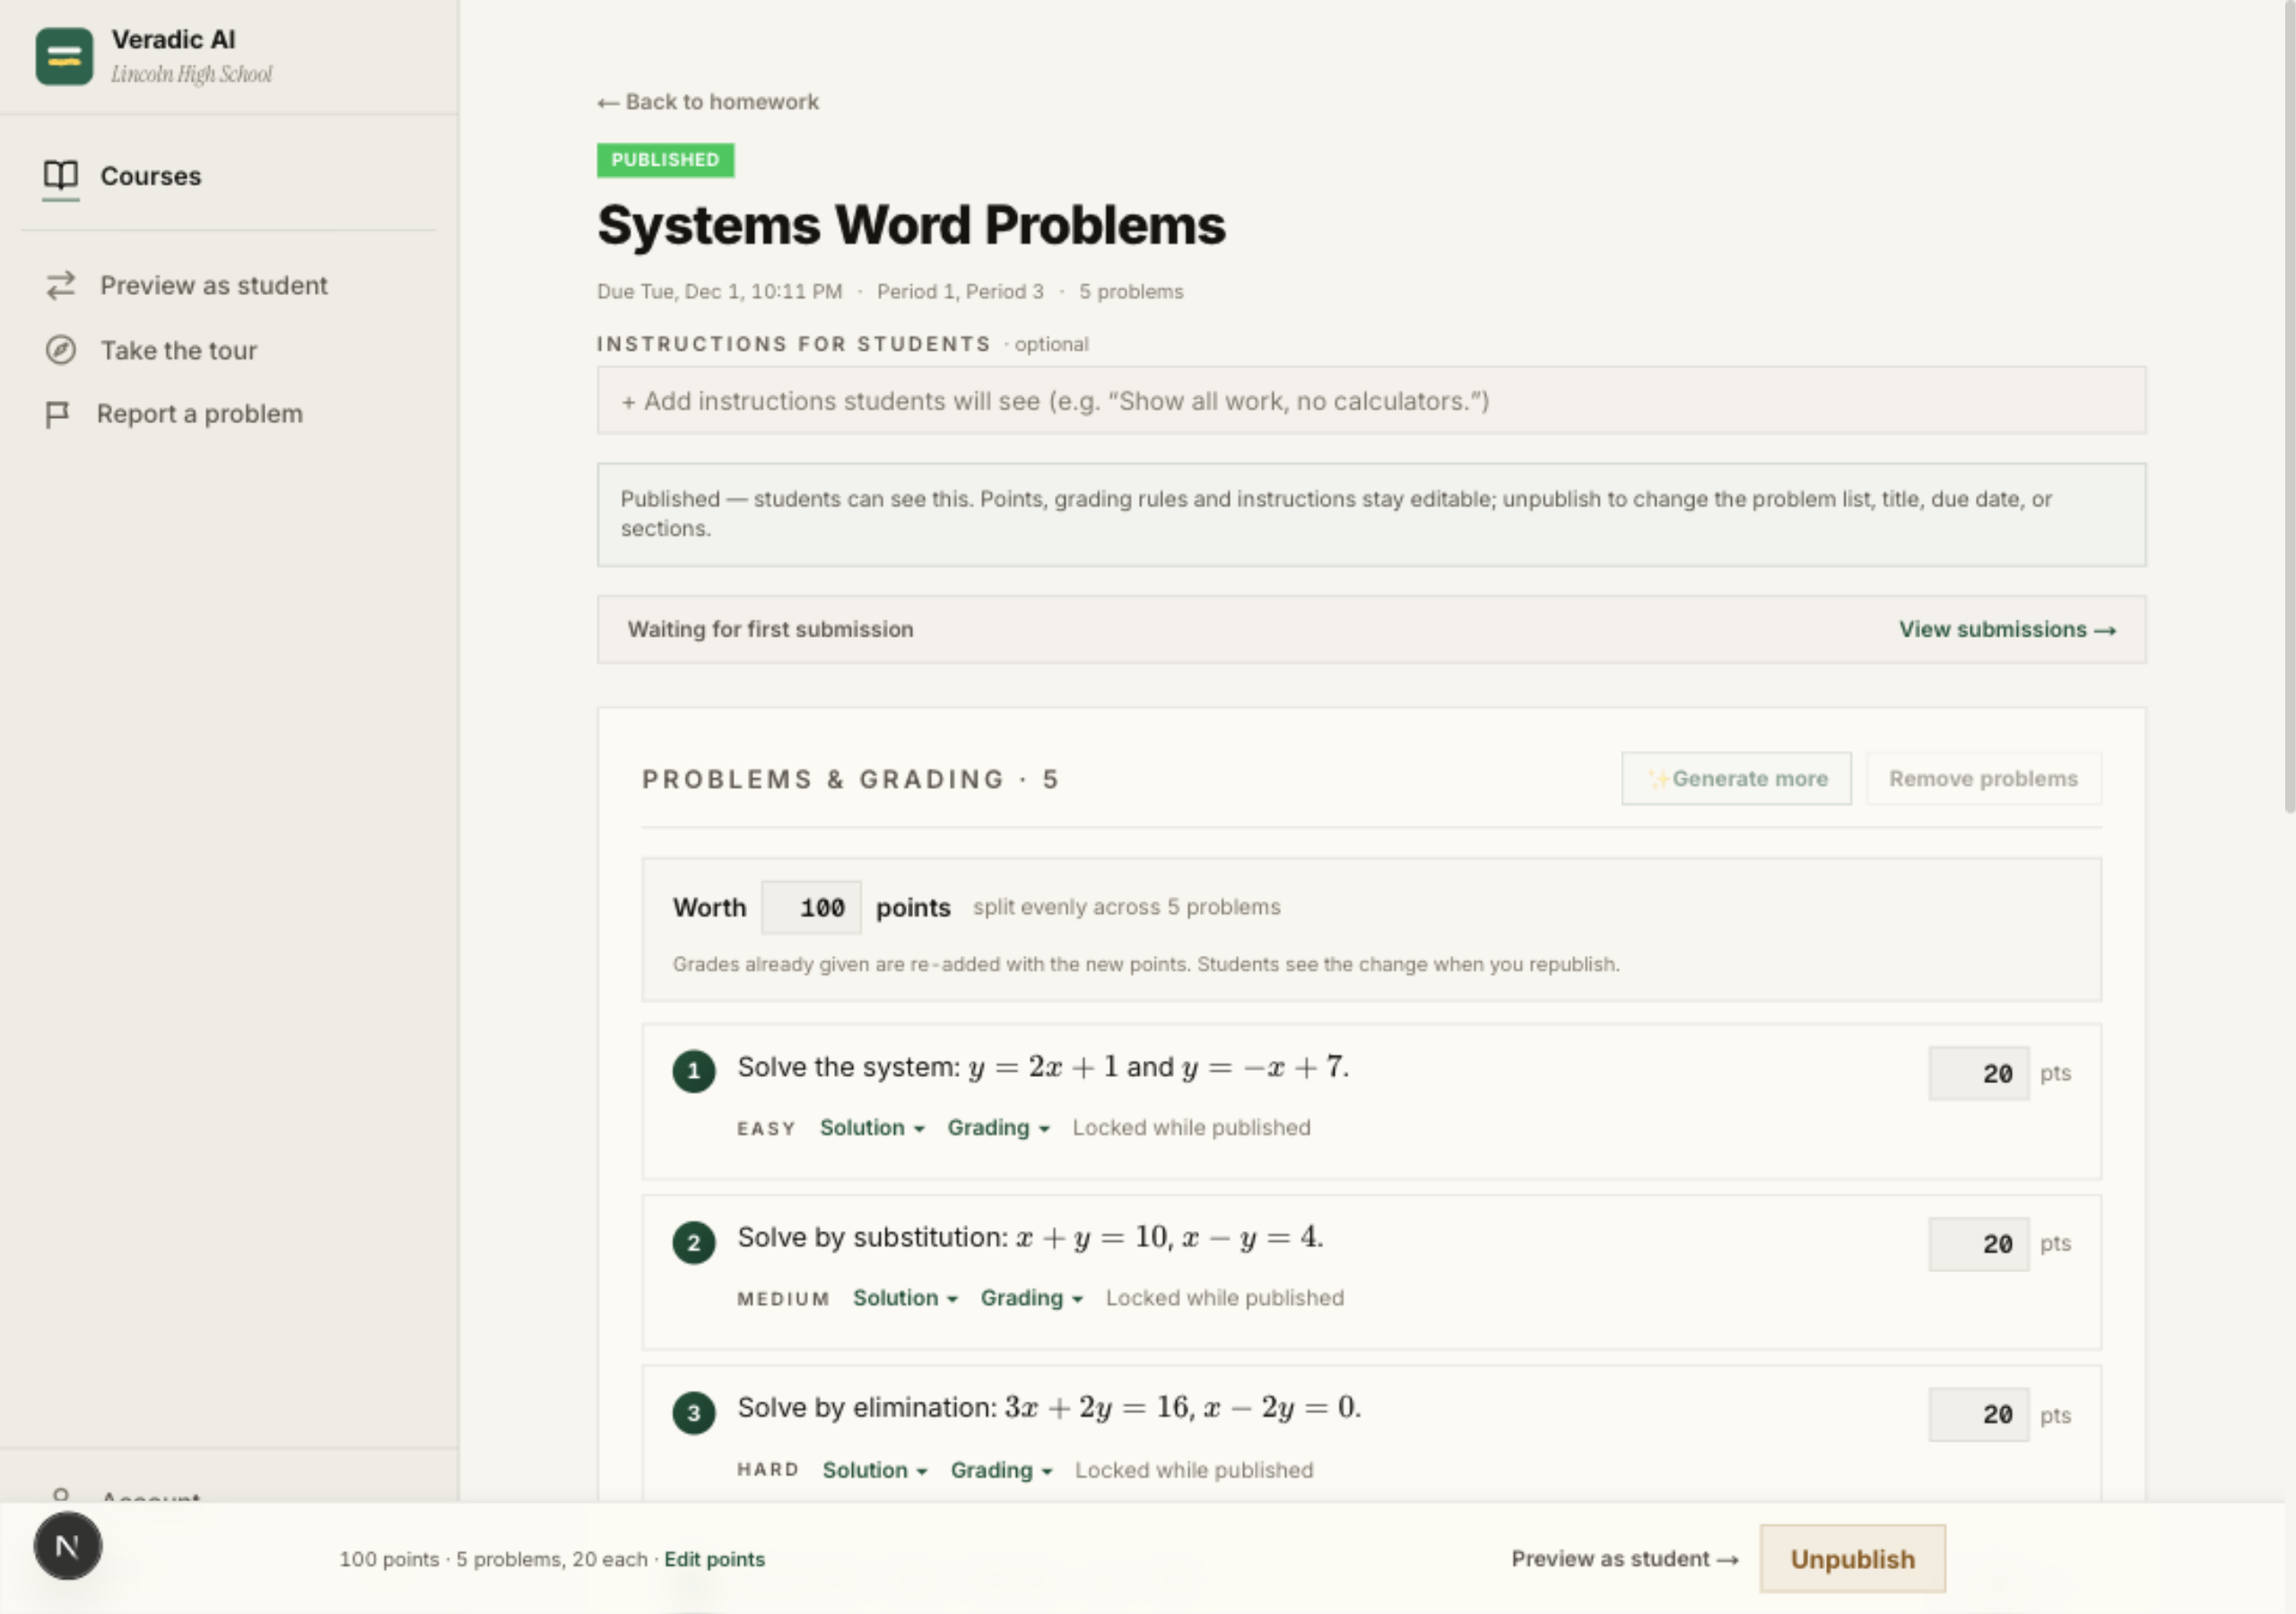 Veradic AI
Lincoln High School
Courses
Preview as student
Take the tour
Report a problem
Account
← Back to homework
PUBLISHED
Systems Word Problems
Due Tue, Dec 1, 10:11 PM · Period 1, Period 3 · 5 problems
INSTRUCTIONS FOR STUDENTS · optional
+ Add instructions students will see (e.g. “Show all work, no calculators.”)
Published — students can see this. Points, grading rules and instructions stay editable; unpublish to change the problem list, title, due date, or
sections.
Waiting for first submission View submissions →
PROBLEMS & GRADING · 5 ✨Generate more Remove problems
Worth 100 points split evenly across 5 problems
Grades already given are re-added with the new points. Students see the change when you republish.
1 Solve the system: y = 2x + 1 and y = −x + 7. 20 pts
EASY Solution Grading Locked while published
2 Solve by substitution: x + y = 10, x − y = 4. 20 pts
MEDIUM Solution Grading Locked while published
3 Solve by elimination: 3x + 2y = 16, x − 2y = 0. 20 pts
HARD Solution Grading Locked while published
N 100 points · 5 problems, 20 each · Edit points Preview as student → Unpublish